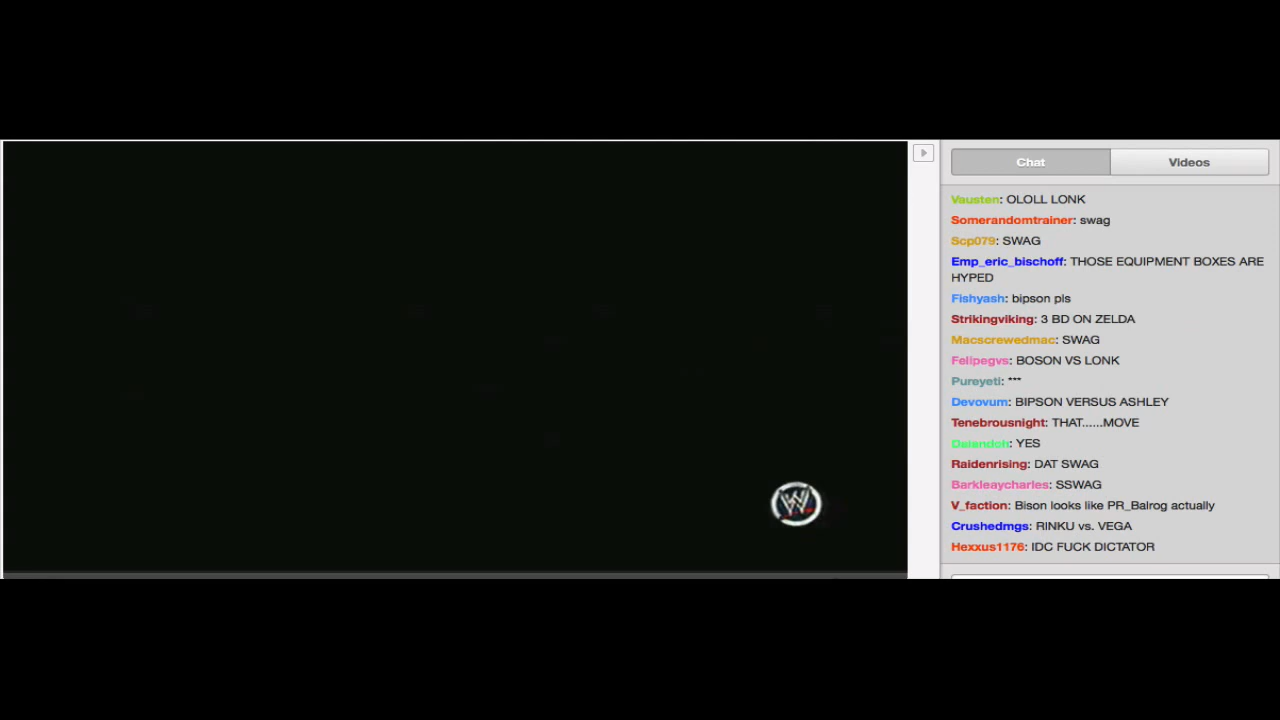 Chat
Videos
Vausten: OLOLL LONK
Somerandomtrainer: swag
Scp079: SWAG
Emp_eric_bischoff: THOSE EQUIPMENT BOXES ARE
HYPED
Fishyash: bipson pls
Strikingviking: 3 BD ON ZELDA
Macscrewedmac: SWAG
Felipegvs: BOSON VS LONK
Pureyeti: ***
Devovum: BIPSON VERSUS ASHLEY
Tenebrousnight: THAT......MOVE
Dalandoh: YES
Raidenrising: DAT SWAG
Barkleaycharles: SSWAG
V_faction: Bison looks like PR_Balrog actually
Crushedmgs: RINKU vs. VEGA
Hexxus1176: IDC FUCK DICTATOR
W